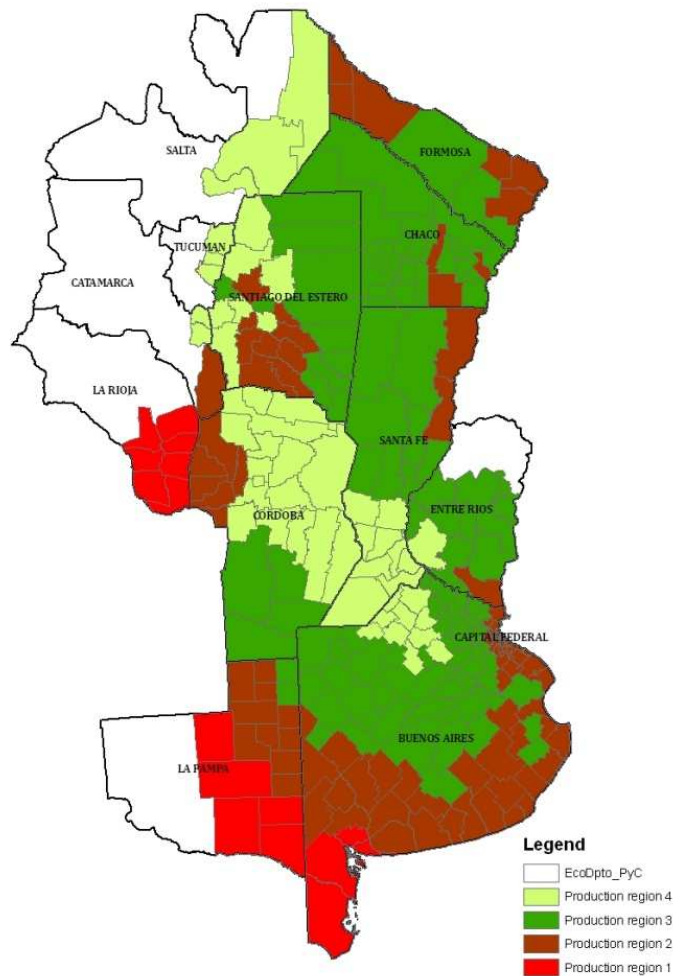 SALTA
FORMOSA
CHACO
TUCUMAN
CATAMARCA
SANTIAGO DEL ESTERO
LA RIOJA
SANTA FE
ENTRE RIOS
CORDOBA
CAPITAL FEDERAL
BUENOS AIRES
LA PAMPA
Legend
EcoDpto_PyC
Production region 4
Production region 3
Production region 2
Production region 1